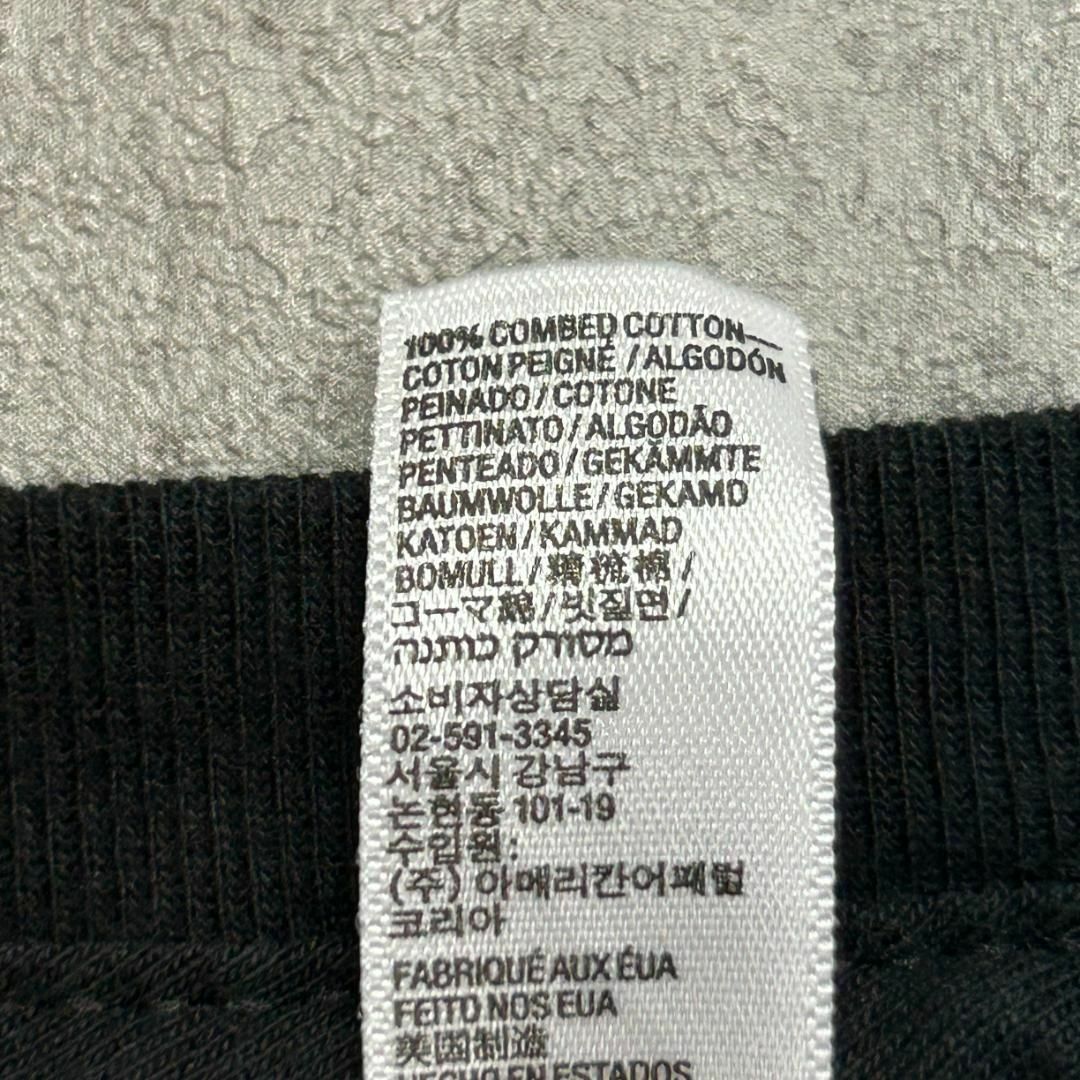 100% COMBED COTTON---
COTON PEIGNÉ / ALGODÓN
PEINADO / COTONE
PETTINATO / ALGODÃO
PENTEADO / GEKÄMMTE
BAUMWOLLE / GEKAMD
KATOEN / KAMMAD
BOMULL / 精梳棉 /
コーマ綿 / 빗질면 /
מסורק כותנה
소비자상담실
02-591-3345
서울시 강남구
논현동 101-19
수입원:
(주) 아메리칸어패럴
코리아
FABRIQUÉ AUX ÉUA
FEITO NOS EUA
美国制造
HECHO EN ESTADOS